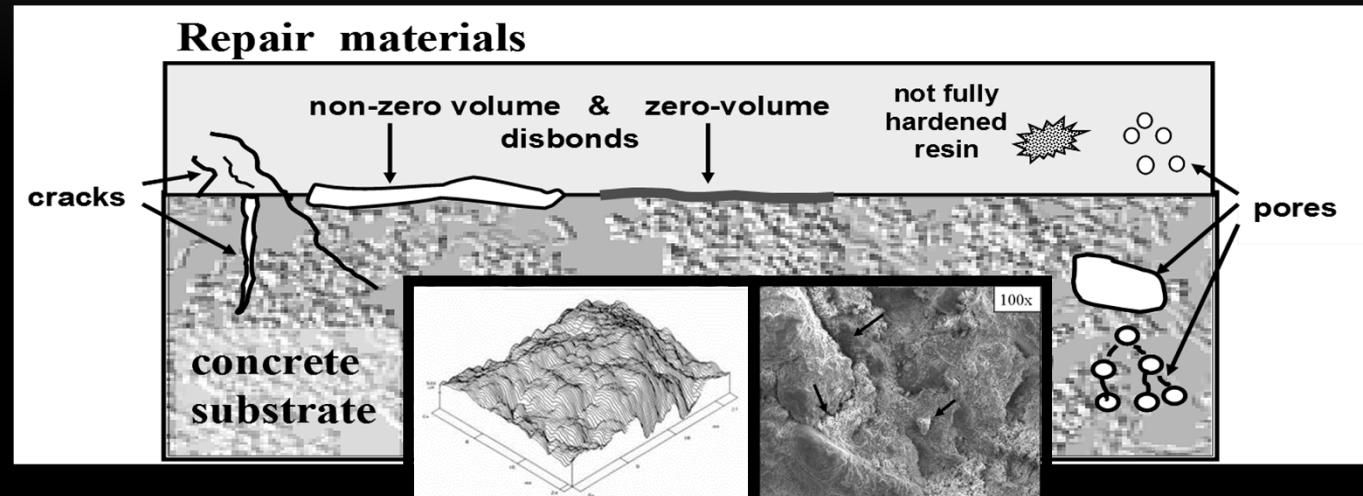 Repair materials
non-zero volume & zero-volume
disbonds
not fully
hardened
resin
cracks
pores
concrete
substrate
100x